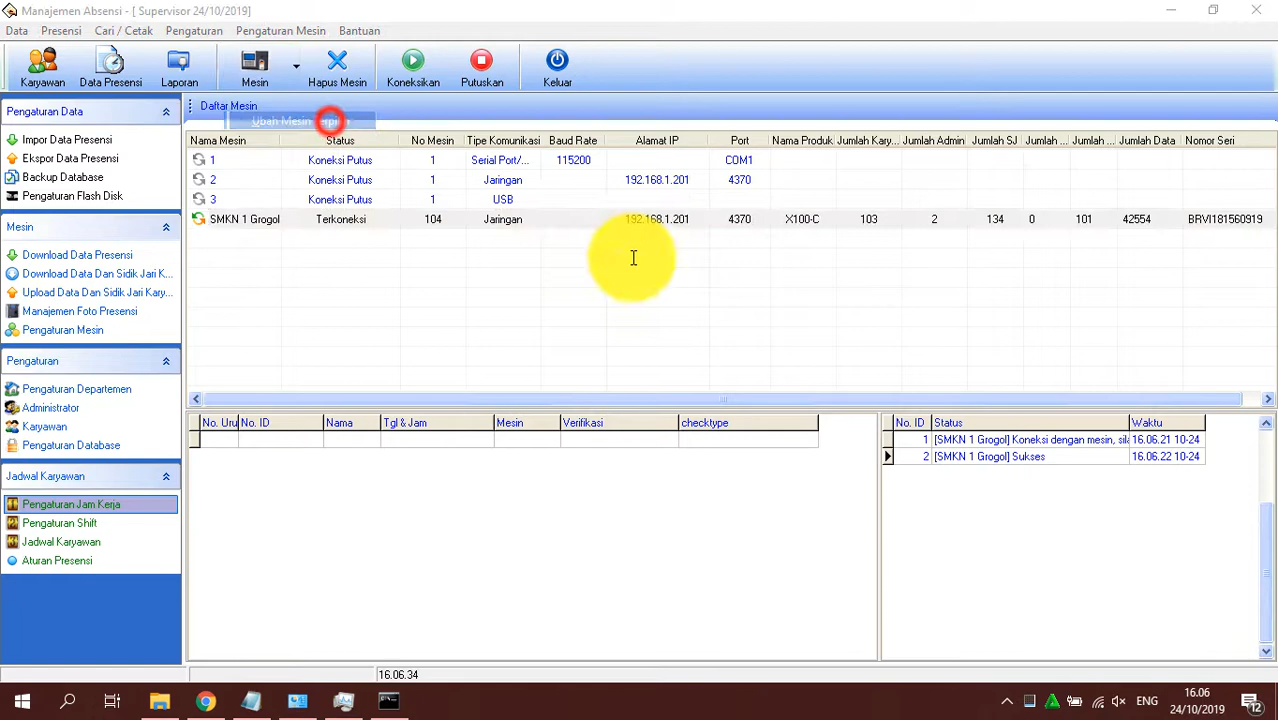 Manajemen Absensi - [ Supervisor 24/10/2019]
Data Presensi Cari / Cetak Pengaturan Pengaturan Mesin Bantuan
Karyawan Data Presensi Laporan Mesin Hapus Mesin Koneksikan Putuskan Keluar
Pengaturan Data
Impor Data Presensi
Ekspor Data Presensi
Backup Database
Pengaturan Flash Disk
Mesin
Download Data Presensi
Download Data Dan Sidik Jari K...
Upload Data Dan Sidik Jari Kary...
Manajemen Foto Presensi
Pengaturan Mesin
Pengaturan
Pengaturan Departemen
Administrator
Karyawan
Pengaturan Database
Jadwal Karyawan
Pengaturan Jam Kerja
Pengaturan Shift
Jadwal Karyawan
Aturan Presensi
Daftar Mesin
Ubah Mesin
Nama Mesin Status No Mesin Tipe Komunikasi Baud Rate Alamat IP Port Nama Produk Jumlah Kary... Jumlah Admin Jumlah SJ Jumlah ... Jumlah ... Jumlah Data Nomor Seri
1 Koneksi Putus 1 Serial Port/... 115200 COM1
2 Koneksi Putus 1 Jaringan 192.168.1.201 4370
3 Koneksi Putus 1 USB
SMKN 1 Grogol Terkoneksi 104 Jaringan 192.168.1.201 4370 X100-C 103 2 134 0 101 42554 BRVI181560919
No. Uru No. ID Nama Tgl & Jam Mesin Verifikasi checktype
No. ID Status Waktu
1 [SMKN 1 Grogol] Koneksi dengan mesin, sila 16.06.21 10-24
2 [SMKN 1 Grogol] Sukses 16.06.22 10-24
16.06.34
ENG
16.06
24/10/2019
12